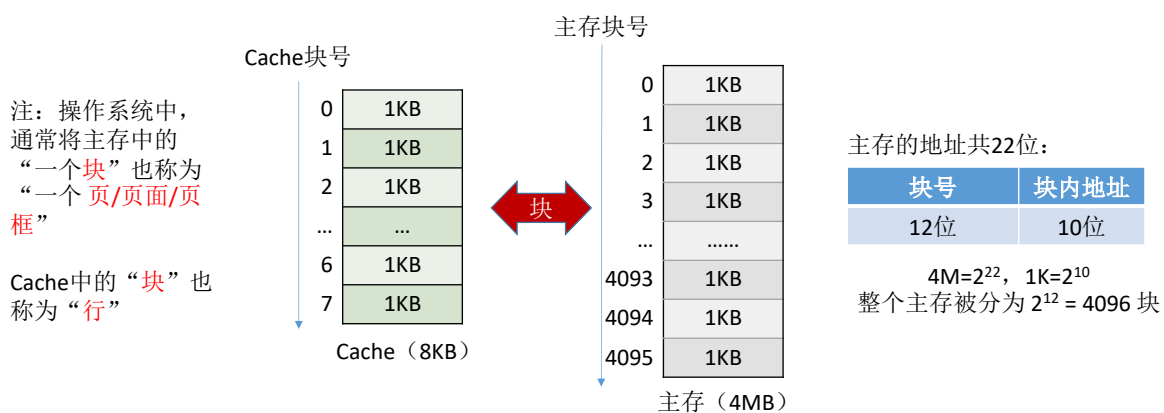 注：操作系统中，
通常将主存中的
“一个块”也称为
“一个 页/页面/页
框”
Cache中的“块”也
称为“行”
Cache块号
0 1KB
1 1KB
2 1KB
... ...
6 1KB
7 1KB
Cache（8KB）
块
主存块号
0 1KB
1 1KB
2 1KB
3 1KB
... ......
4093 1KB
4094 1KB
4095 1KB
主存（4MB）
主存的地址共22位：
块号 块内地址
12位 10位
4M=2²²，1K=2¹⁰
整个主存被分为 2¹² = 4096 块